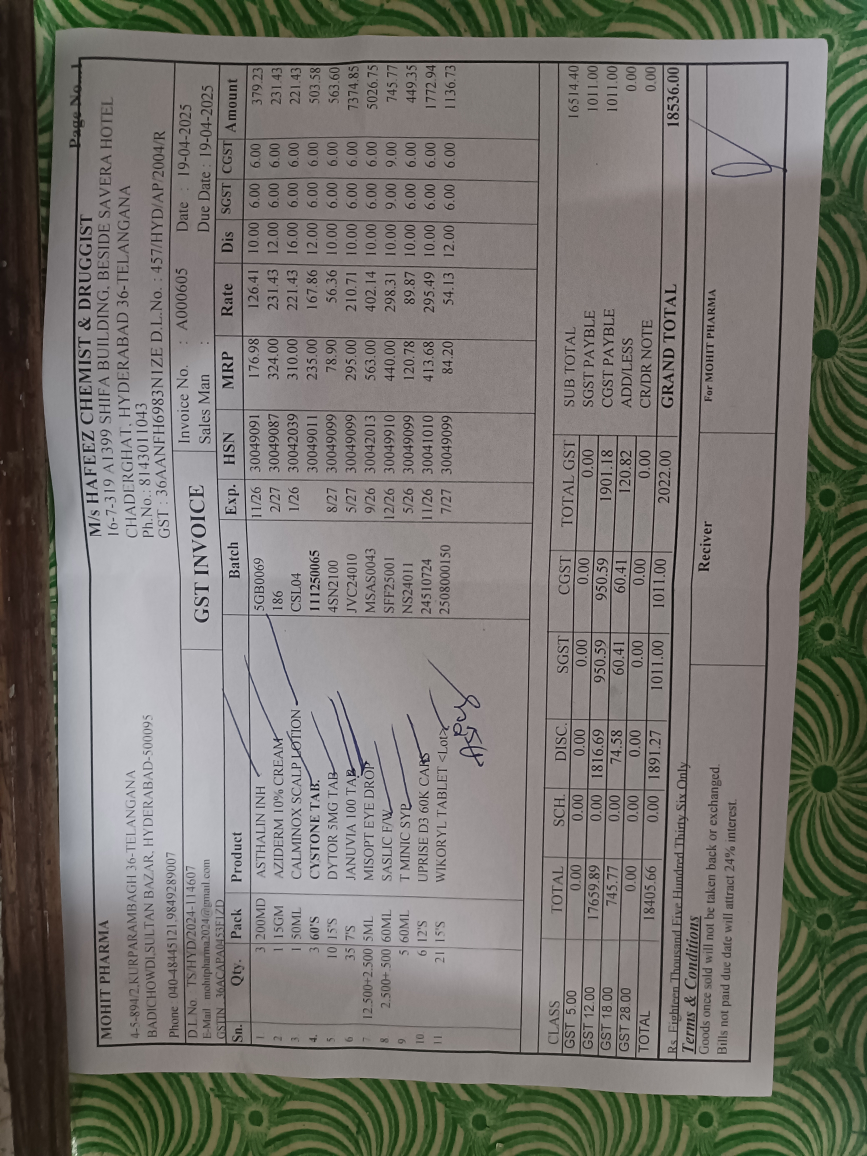 Page No...1
MOHIT PHARMA
4-5-894/2,KURPARAMBAGH 36-TELANGANA
BADICHOWDI,SULTAN BAZAR, HYDERABAD-500095
Phone : 040-48445121,9849289007
D.L.No TS/HYD/2024-114607
E-Mail mohitpharma2024@gmail.com
GSTIN 36ACAPA0453F1ZD
M/s HAFEEZ CHEMIST & DRUGGIST
16-7-319 A1399 SHIFA BUILDING, BESIDE SAVERA HOTEL
CHADERGHAT, HYDERABAD 36-TELANGANA
Ph.No.: 8143011043
GST : 36AANFH6983N1ZE D.L.No. : 457/HYD/AP/2004/R
GST INVOICE
Invoice No. : A000605 Date : 19-04-2025
Sales Man : Due Date : 19-04-2025
Sn. Qty. Pack Product Batch Exp. HSN MRP Rate Dis SGST CGST Amount
1 3 200MD ASTHALIN INH 5GB0069 11/26 30049091 176.98 126.41 10.00 6.00 6.00 379.23
2 1 15GM AZIDERM 10% CREAM 186 2/27 30049087 324.00 231.43 12.00 6.00 6.00 231.43
3 1 50ML CALMINOX SCALP LOTION CSL04 1/26 30042039 310.00 221.43 16.00 6.00 6.00 221.43
4. 3 60'S CYSTONE TAB. 111250065 30049011 235.00 167.86 12.00 6.00 6.00 503.58
5 10 15'S DYTOR 5MG TAB 4SN2100 8/27 30049099 78.90 56.36 10.00 6.00 6.00 563.60
6 35 7'S JANUVIA 100 TAB JVC24010 5/27 30049099 295.00 210.71 10.00 6.00 6.00 7374.85
7 12.500+2.500 5ML MISOPT EYE DROP MSAS0043 9/26 30042013 563.00 402.14 10.00 6.00 6.00 5026.75
8 2.500+.500 60ML SASLIC F/W SFF25001 12/26 30049910 440.00 298.31 10.00 9.00 9.00 745.77
9 5 60ML T MINIC SYP NS24011 5/26 30049099 120.78 89.87 10.00 6.00 6.00 449.35
10 6 12'S UPRISE D3 60K CAPS 24510724 11/26 30041010 413.68 295.49 10.00 6.00 6.00 1772.94
11 21 15'S WIKORYL TABLET <Lot> 2508000150 7/27 30049099 84.20 54.13 12.00 6.00 6.00 1136.73
CLASS TOTAL SCH. DISC. SGST CGST TOTAL GST
GST 5.00 0.00 0.00 0.00 0.00 0.00 0.00
GST 12.00 17659.89 0.00 1816.69 950.59 950.59 1901.18
GST 18.00 745.77 0.00 74.58 60.41 60.41 120.82
GST 28.00 0.00 0.00 0.00 0.00 0.00 0.00
TOTAL 18405.66 0.00 1891.27 1011.00 1011.00 2022.00
SUB TOTAL 16514.40
SGST PAYBLE 1011.00
CGST PAYBLE 1011.00
ADD/LESS 0.00
CR/DR NOTE 0.00
GRAND TOTAL 18536.00
Rs. Eighteen Thousand Five Hundred Thirty Six Only
Terms & Conditions
Goods once sold will not be taken back or exchanged.
Bills not paid due date will attract 24% interest.
Reciver
For MOHIT PHARMA